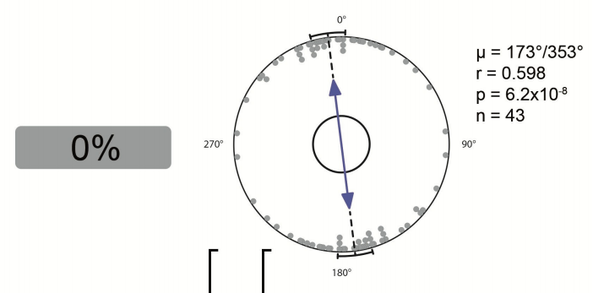 0%
0°
90°
180°
270°
μ = 173°/353°
r = 0.598
p = 6.2x10⁻⁸
n = 43